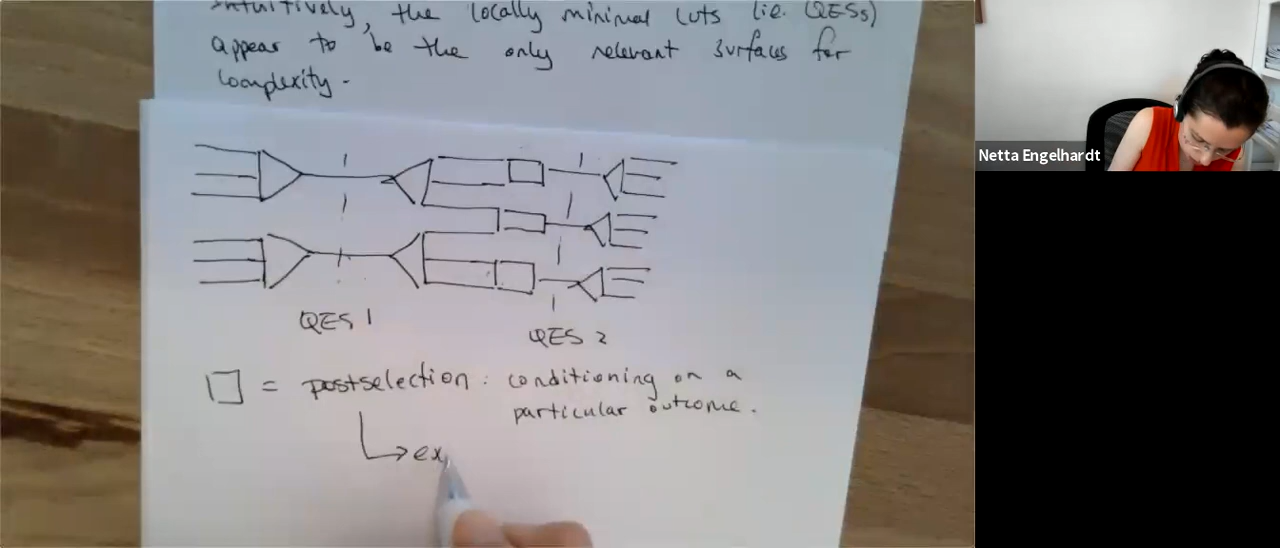 intuitively, the locally minimal cuts (i.e. QESs)
appear to be the only relevant surfaces for
complexity.
QES 1
QES 2
= postselection : conditioning on a
particular outcome.
ex
Netta Engelhardt